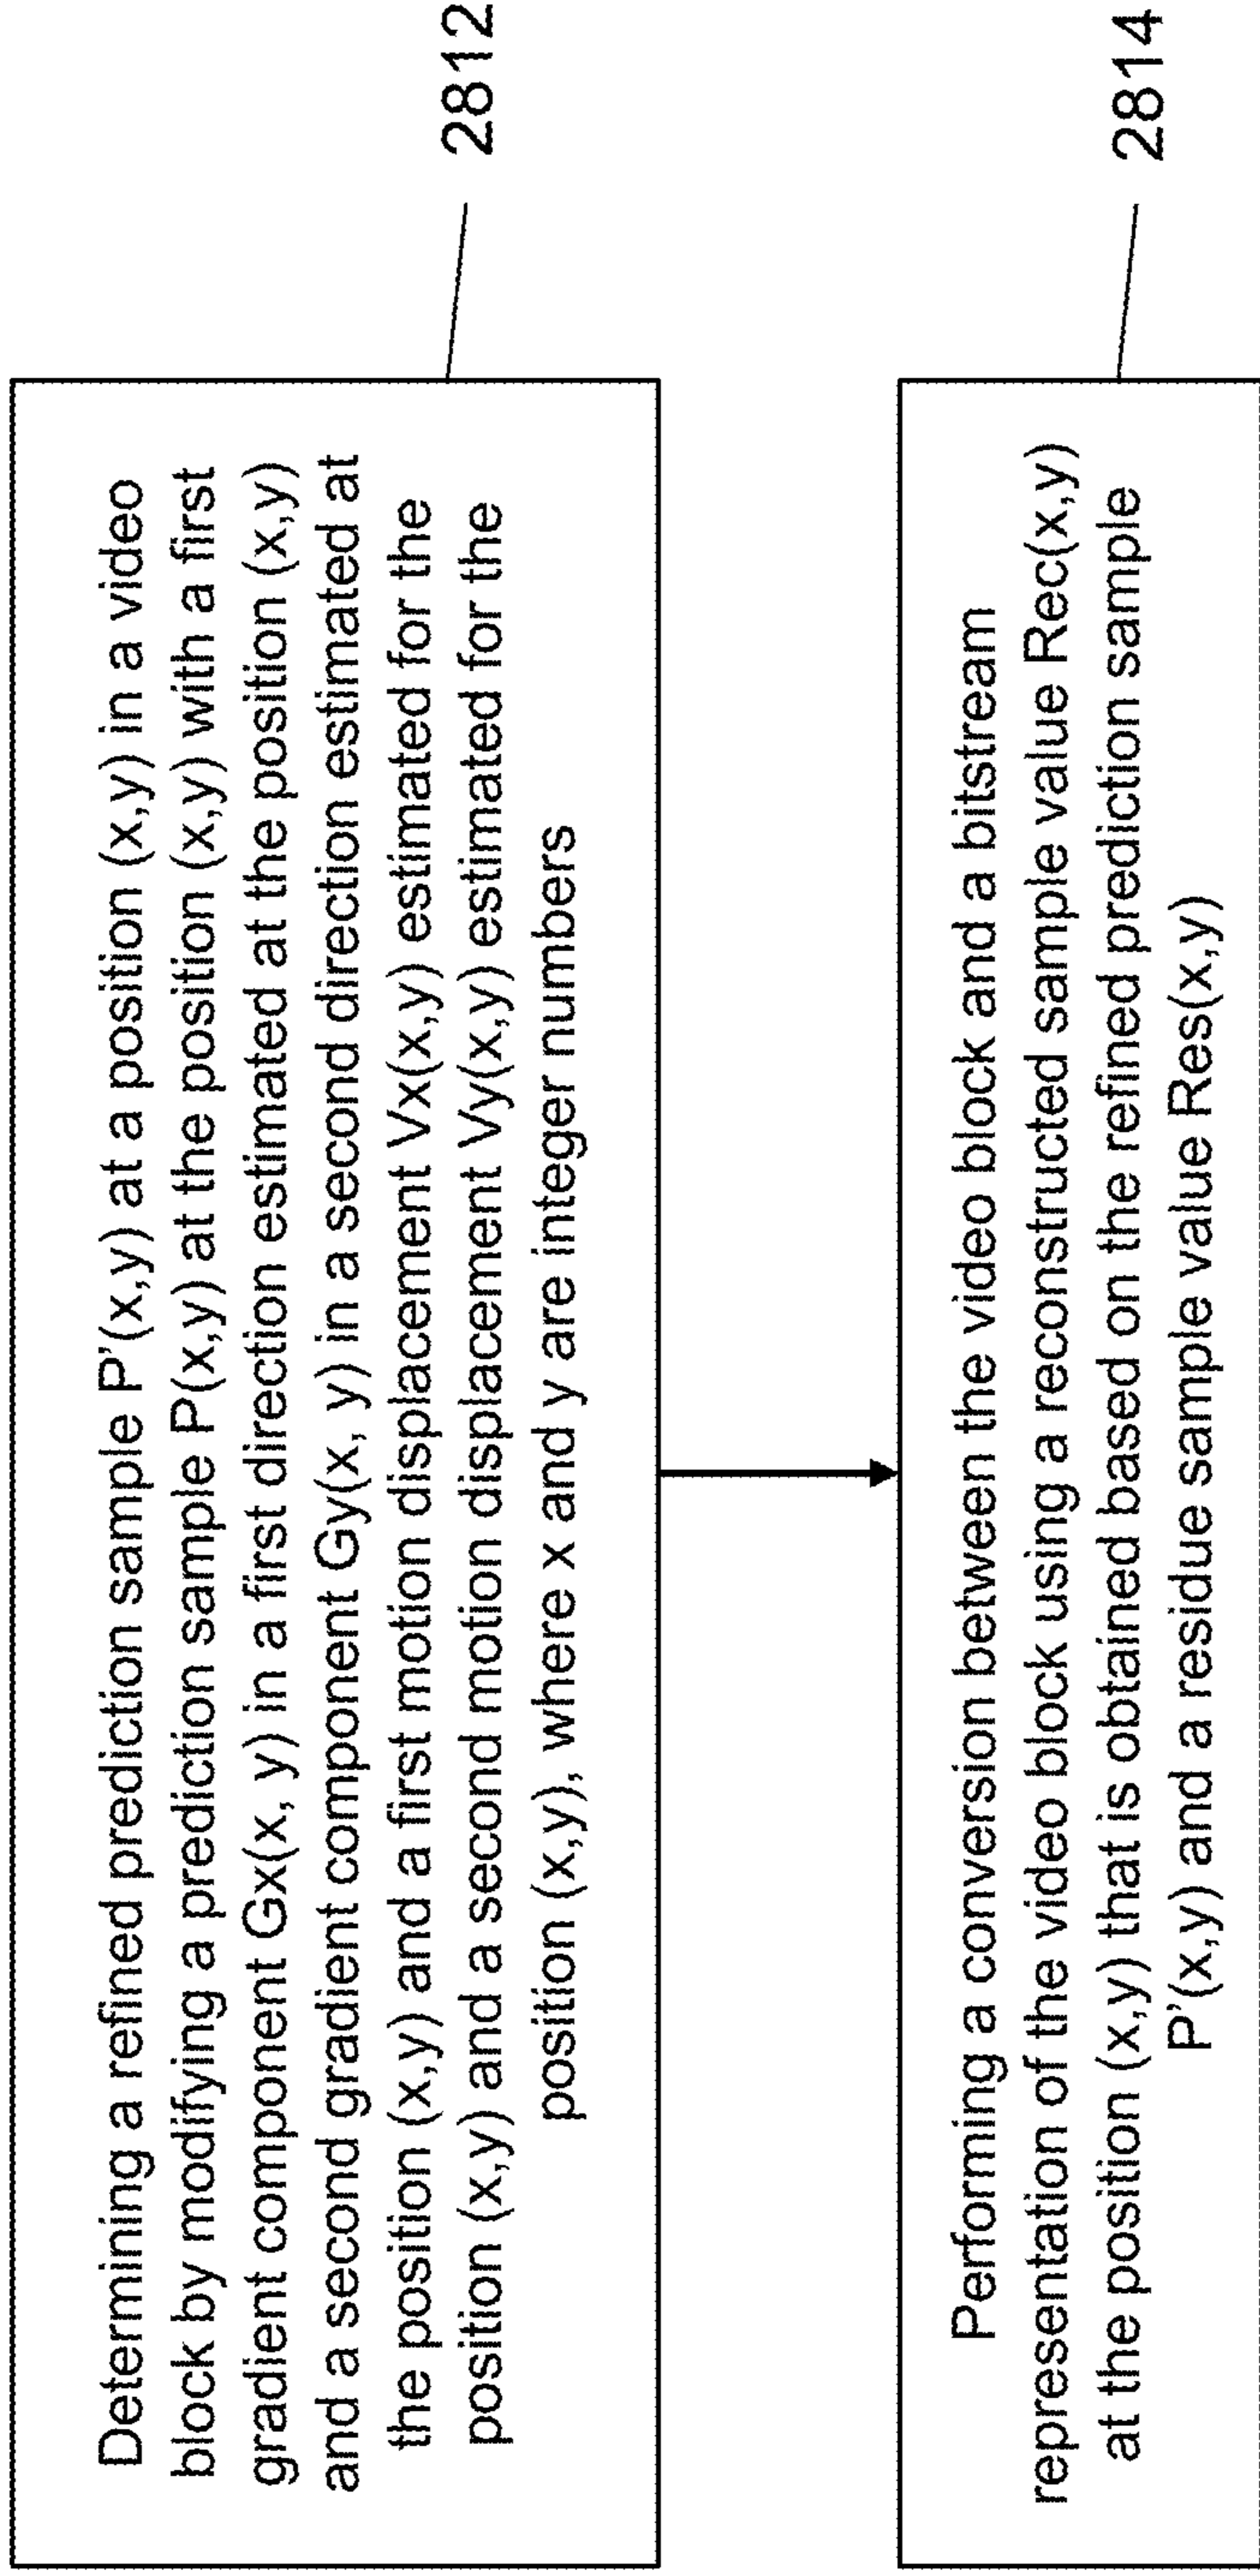 Determining a refined prediction sample P'(x,y) at a position (x,y) in a video
block by modifying a prediction sample P(x,y) at the position (x,y) with a first
gradient component Gx(x, y) in a first direction estimated at the position (x,y)
and a second gradient component Gy(x, y) in a second direction estimated at
the position (x,y) and a first motion displacement Vx(x,y) estimated for the
position (x,y) and a second motion displacement Vy(x,y) estimated for the
position (x,y), where x and y are integer numbers
2812
Performing a conversion between the video block and a bitstream
representation of the video block using a reconstructed sample value Rec(x,y)
at the position (x,y) that is obtained based on the refined prediction sample
P'(x,y) and a residue sample value Res(x,y)
2814